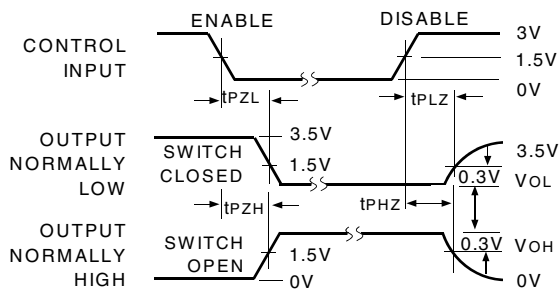 ENABLE DISABLE
CONTROL INPUT
3V
1.5V
0V
tPZL tPLZ
OUTPUT NORMALLY LOW
SWITCH CLOSED
3.5V
1.5V
3.5V
0.3V VOL
tPZH tPHZ
OUTPUT NORMALLY HIGH
SWITCH OPEN
1.5V
0V
0.3V VOH
0V